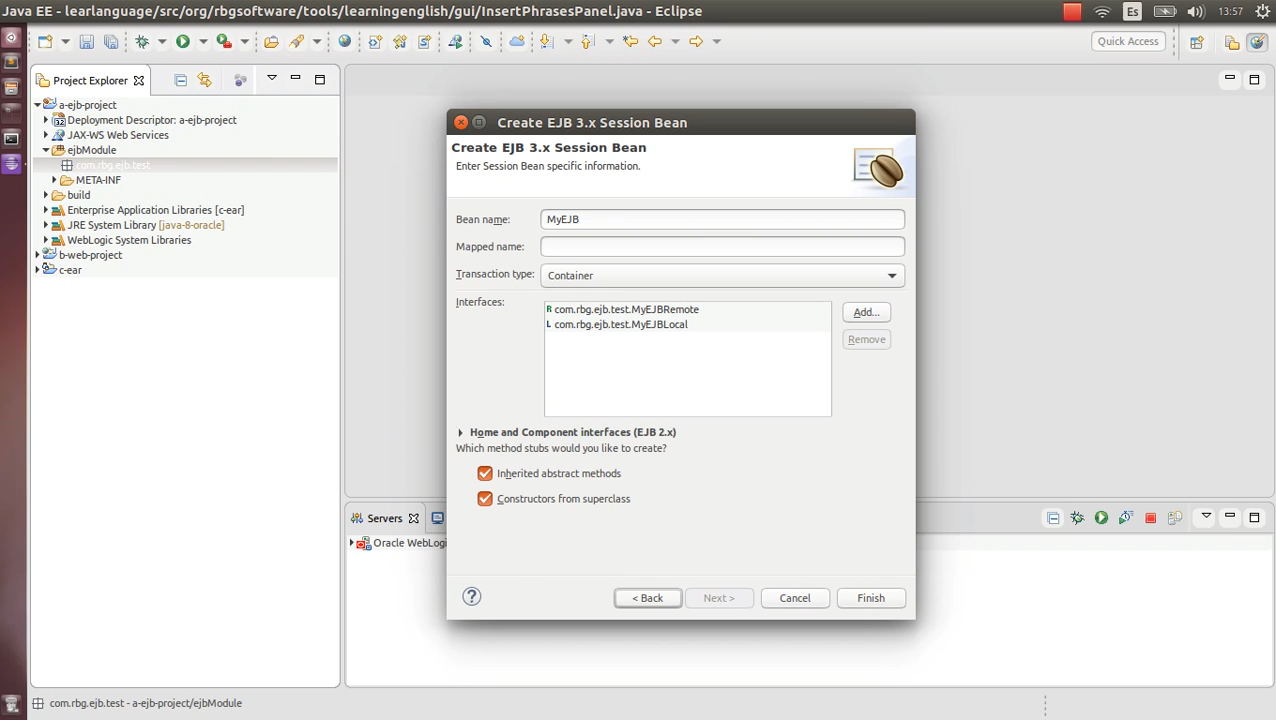 Java EE - learlanguage/src/org/rbgsoftware/tools/learningenglish/gui/InsertPhrasesPanel.java - Eclipse
Es
13:57
Quick Access
Project Explorer
a-ejb-project
Deployment Descriptor: a-ejb-project
JAX-WS Web Services
ejbModule
com.rbg.ejb.test
META-INF
build
Enterprise Application Libraries [c-ear]
JRE System Library [java-8-oracle]
WebLogic System Libraries
b-web-project
c-ear
Create EJB 3.x Session Bean
Create EJB 3.x Session Bean
Enter Session Bean specific information.
Bean name: MyEJB
Mapped name:
Transaction type: Container
Interfaces:
R com.rbg.ejb.test.MyEJBRemote
L com.rbg.ejb.test.MyEJBLocal
Add...
Remove
Home and Component interfaces (EJB 2.x)
Which method stubs would you like to create?
Inherited abstract methods
Constructors from superclass
? < Back Next > Cancel Finish
Servers
Oracle WebLogi
com.rbg.ejb.test - a-ejb-project/ejbModule